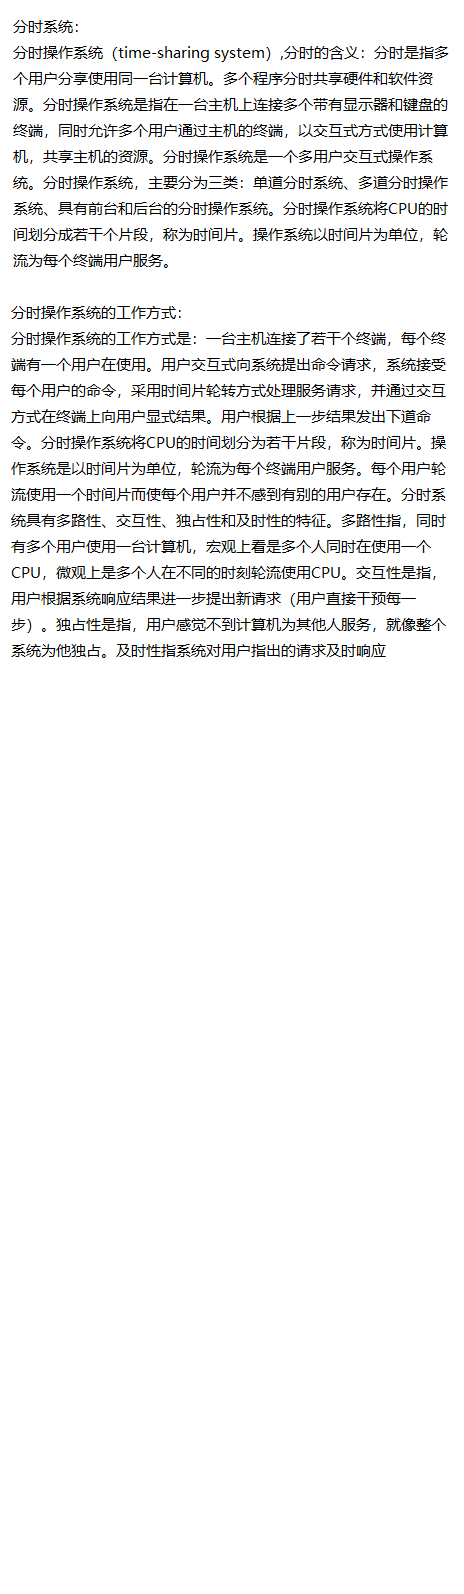 分时系统：
分时操作系统（time-sharing system）,分时的含义：分时是指多
个用户分享使用同一台计算机。多个程序分时共享硬件和软件资
源。分时操作系统是指在一台主机上连接多个带有显示器和键盘的
终端，同时允许多个用户通过主机的终端，以交互式方式使用计算
机，共享主机的资源。分时操作系统是一个多用户交互式操作系
统。分时操作系统，主要分为三类：单道分时系统、多道分时操作
系统、具有前台和后台的分时操作系统。分时操作系统将CPU的时
间划分成若干个片段，称为时间片。操作系统以时间片为单位，轮
流为每个终端用户服务。
分时操作系统的工作方式：
分时操作系统的工作方式是：一台主机连接了若干个终端，每个终
端有一个用户在使用。用户交互式向系统提出命令请求，系统接受
每个用户的命令，采用时间片轮转方式处理服务请求，并通过交互
方式在终端上向用户显式结果。用户根据上一步结果发出下道命
令。分时操作系统将CPU的时间划分为若干片段，称为时间片。操
作系统是以时间片为单位，轮流为每个终端用户服务。每个用户轮
流使用一个时间片而使每个用户并不感到有别的用户存在。分时系
统具有多路性、交互性、独占性和及时性的特征。多路性指，同时
有多个用户使用一台计算机，宏观上看是多个人同时在使用一个
CPU，微观上是多个人在不同的时刻轮流使用CPU。交互性是指，
用户根据系统响应结果进一步提出新请求（用户直接干预每一
步）。独占性是指，用户感觉不到计算机为其他人服务，就像整个
系统为他独占。及时性指系统对用户指出的请求及时响应